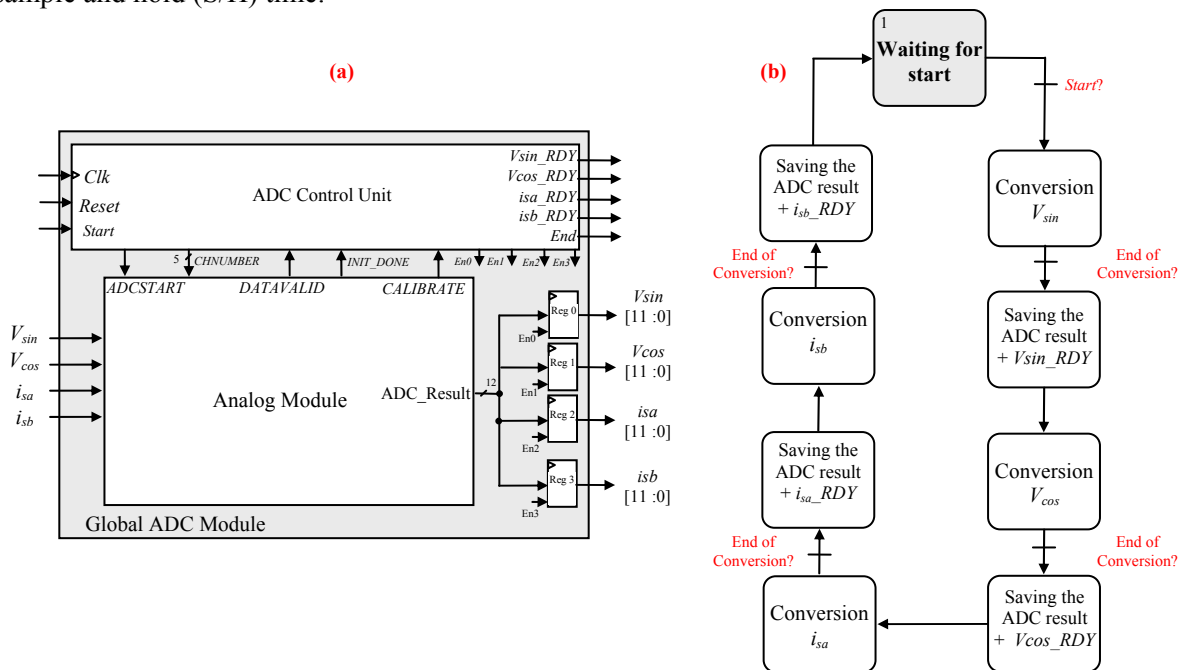 sample and hold (S/H) time.
(a)
Clk
Reset
Start
ADC Control Unit
Vsin_RDY
Vcos_RDY
isa_RDY
isb_RDY
End
5
CHNUMBER
INIT_DONE
En0
En1
En2
En3
ADCSTART
DATAVALID
CALIBRATE
Vsin
Vcos
isa
isb
Analog Module
ADC_Result
12
Reg 0
En0
Vsin
[11 :0]
Reg 1
En1
Vcos
[11 :0]
Reg 2
En2
isa
[11 :0]
Reg 3
En3
isb
[11 :0]
Global ADC Module
(b)
1
Waiting for
start
Start?
Conversion
Vsin
End of
Conversion?
Saving the
ADC result
+ Vsin_RDY
Conversion
Vcos
End of
Conversion?
Saving the
ADC result
+ Vcos_RDY
Conversion
isa
End of
Conversion?
Saving the
ADC result
+ isa_RDY
Conversion
isb
End of
Conversion?
Saving the
ADC result
+ isb_RDY